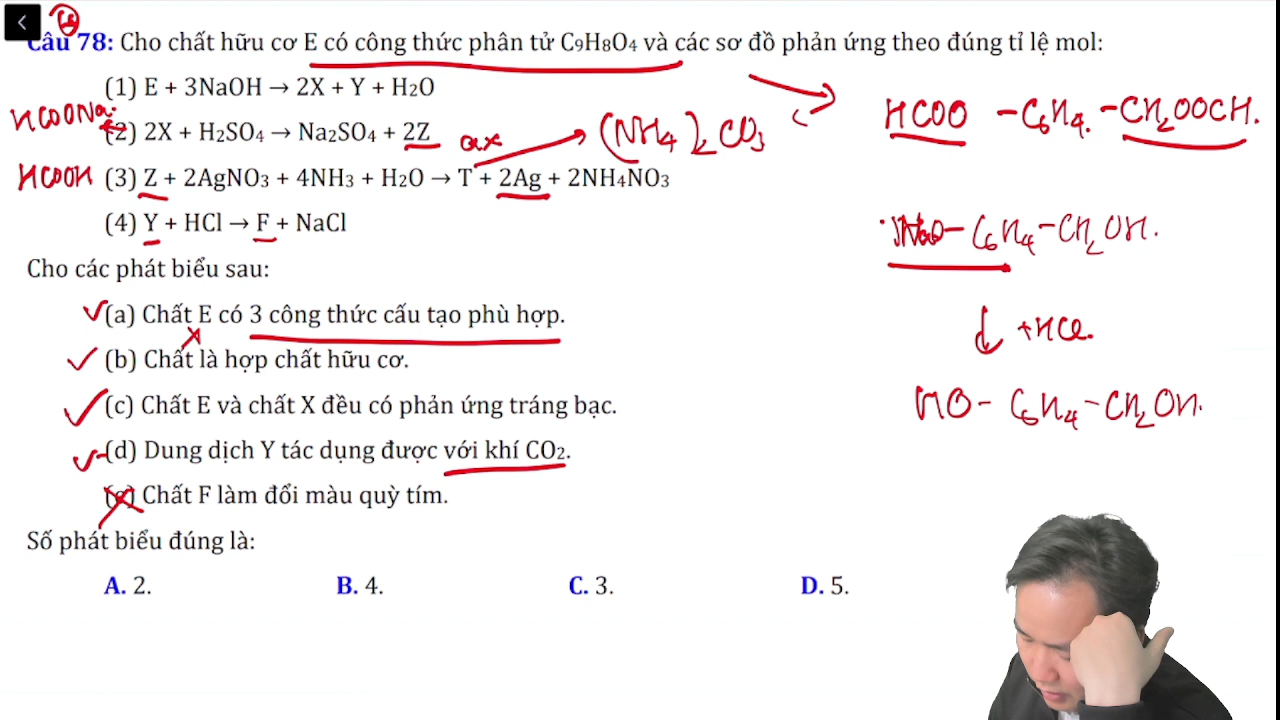 Câu 78: Cho chất hữu cơ E có công thức phân tử C₉H₈O₄ và các sơ đồ phản ứng theo đúng tỉ lệ mol:
(1) E + 3NaOH → 2X + Y + H₂O
HCOONa
(2) 2X + H₂SO₄ → Na₂SO₄ + 2Z
(NH₄)₂CO₃
HCOO – C₆H₄ – CH₂OOCH.
HCOOH
(3) Z + 2AgNO₃ + 4NH₃ + H₂O → T + 2Ag + 2NH₄NO₃
(4) Y + HCl → F + NaCl
– C₆H₄ – CH₂OH.
Cho các phát biểu sau:
(a) Chất E có 3 công thức cấu tạo phù hợp.
↓ +HCl.
(b) Chất là hợp chất hữu cơ.
(c) Chất E và chất X đều có phản ứng tráng bạc.
HO – C₆H₄ – CH₂OH.
(d) Dung dịch Y tác dụng được với khí CO₂.
(e) Chất F làm đổi màu quỳ tím.
Số phát biểu đúng là:
A. 2. B. 4. C. 3. D. 5.